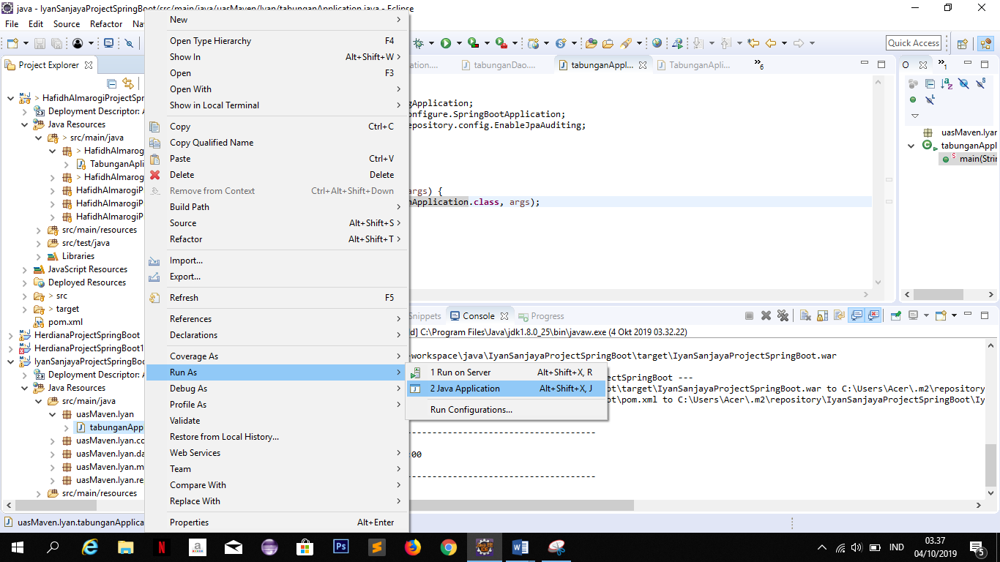 java - IyanSanjayaProjectSpringBoot/src/main/java/uasMaven/Iyan/tabunganApplication.java - Eclipse
File Edit Source Refactor Na
Quick Access
Project Explorer
> HafidhAlmarogiProjectSpr
Deployment Descriptor: A
Java Resources
> src/main/java
> HafidhAlmarog
TabunganApli
> HafidhAlmarog
HafidhAlmarogiP
HafidhAlmarogiP
HafidhAlmarogiP
src/main/resources
src/test/java
Libraries
JavaScript Resources
Deployed Resources
> src
> target
pom.xml
HerdianaProjectSpringBoot
HerdianaProjectSpringBoot1
IyanSanjayaProjectSpringBoo
Deployment Descriptor: A
Java Resources
src/main/java
uasMaven.Iyan
tabunganApp
uasMaven.Iyan.co
uasMaven.Iyan.da
uasMaven.Iyan.m
uasMaven.Iyan.re
src/main/resources
uasMaven.Iyan.tabunganApplica
New
Open Type Hierarchy F4
Show In Alt+Shift+W
Open F3
Open With
Show in Local Terminal
Copy Ctrl+C
Copy Qualified Name
Paste Ctrl+V
Delete Delete
Remove from Context Ctrl+Alt+Shift+Down
Build Path
Source Alt+Shift+S
Refactor Alt+Shift+T
Import...
Export...
Refresh F5
References
Declarations
Coverage As
Run As
Debug As
Profile As
Validate
Restore from Local History...
Web Services
Team
Compare With
Replace With
Properties Alt+Enter
1 Run on Server Alt+Shift+X, R
2 Java Application Alt+Shift+X, J
Run Configurations...
ation.... tabunganDao.... tabunganAppl... TabunganApli... »6
gApplication;
onfigure.SpringBootApplication;
epository.config.EnableJpaAuditing;
args) {
nApplication.class, args);
O »1
uasMaven.Iyan
tabunganAppl
main(Strin
Snippets Console Progress
d] C:\Program Files\Java\jdk1.8.0_25\bin\javaw.exe (4 Okt 2019 03.32.22)
-workspace\java\IyanSanjayaProjectSpringBoot\target\IyanSanjayaProjectSpringBoot.war
ectSpringBoot ---
ot\target\IyanSanjayaProjectSpringBoot.war to C:\Users\Acer\.m2\repository
ot\pom.xml to C:\Users\Acer\.m2\repository\IyanSanjayaProjectSpringBoot\Iy
------------------------------------
:00
------------------------------------
N a Ps S JAVA EE IDE W
IND 03.37
04/10/2019 5